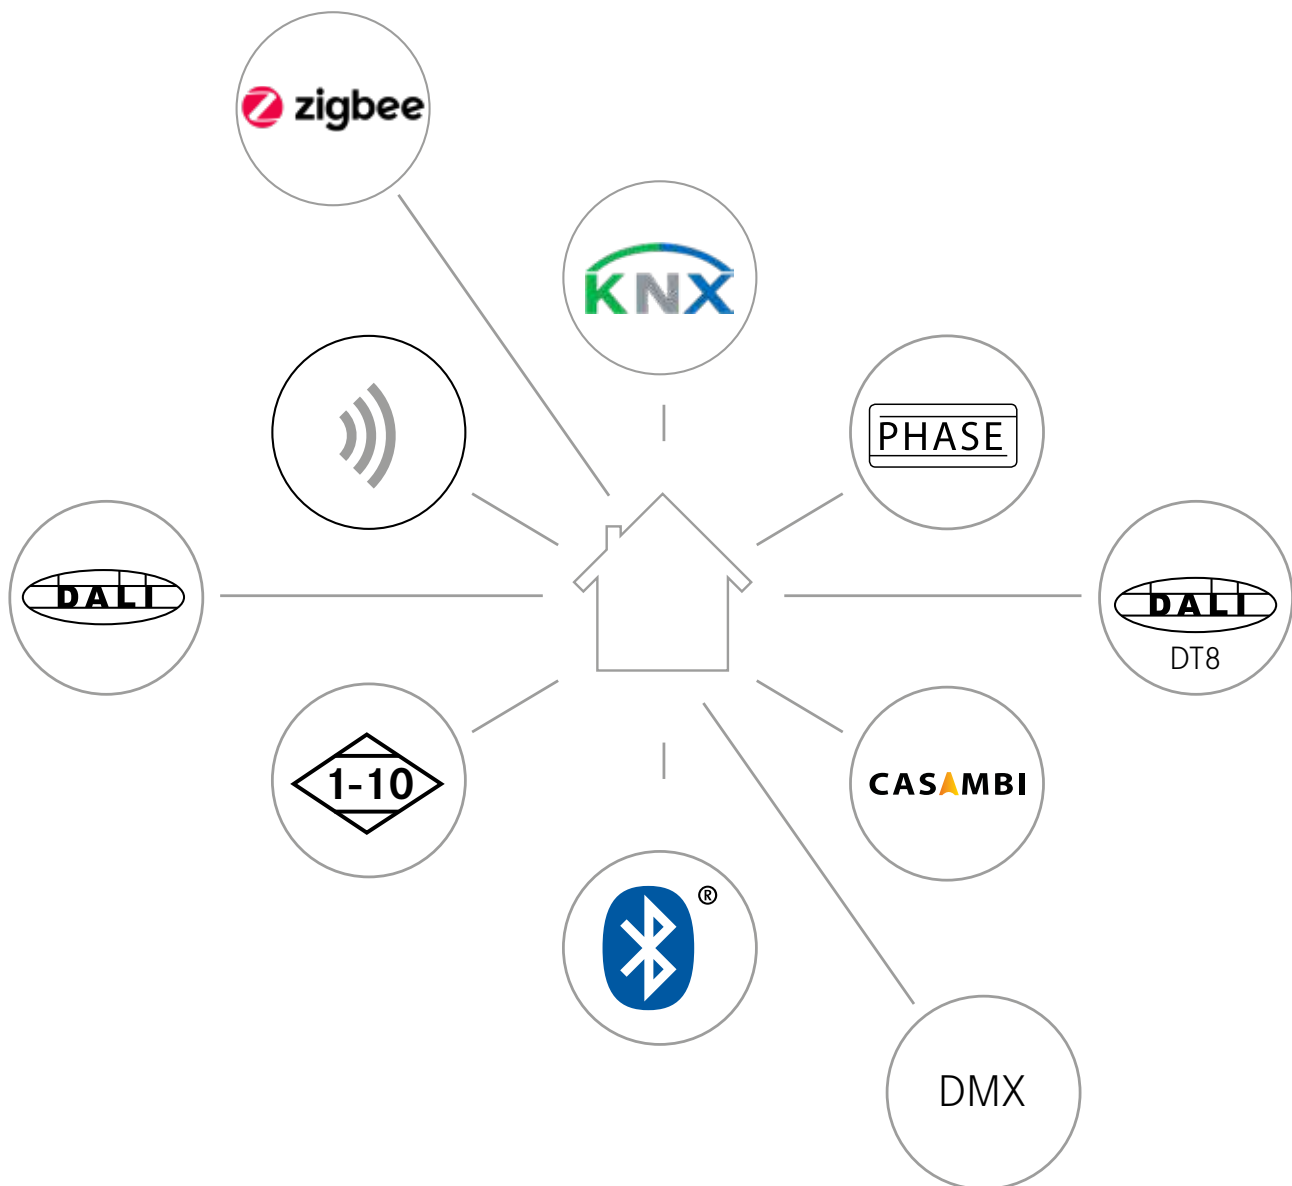 zigbee
KNX
PHASE
DALI
DALI
DT8
1-10
CASAMBI
®
DMX